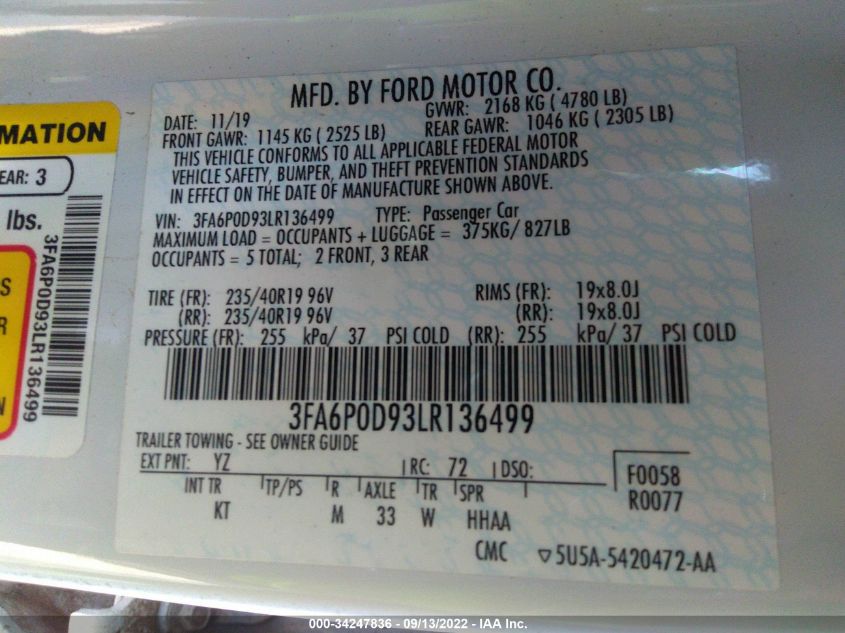 MFD. BY FORD MOTOR CO.
DATE: 11/19 GVWR: 2168 KG ( 4780 LB)
FRONT GAWR: 1145 KG ( 2525 LB) REAR GAWR: 1046 KG ( 2305 LB)
THIS VEHICLE CONFORMS TO ALL APPLICABLE FEDERAL MOTOR
VEHICLE SAFETY, BUMPER, AND THEFT PREVENTION STANDARDS
IN EFFECT ON THE DATE OF MANUFACTURE SHOWN ABOVE.
VIN: 3FA6P0D93LR136499 TYPE: Passenger Car
MAXIMUM LOAD = OCCUPANTS + LUGGAGE = 375KG/ 827LB
OCCUPANTS = 5 TOTAL; 2 FRONT, 3 REAR
TIRE (FR): 235/40R19 96V RIMS (FR): 19x8.0J
(RR): 235/40R19 96V (RR): 19x8.0J
PRESSURE (FR): 255 kPa/ 37 PSI COLD (RR): 255 kPa/ 37 PSI COLD
3FA6P0D93LR136499
TRAILER TOWING - SEE OWNER GUIDE
EXT PNT: YZ RC: 72 DSO:
F0058
R0077
INT TR TP/PS R AXLE TR SPR
KT M 33 W HHAA
CMC 5U5A-5420472-AA
MATION
EAR: 3
lbs.
3FA6P0D93LR136499
S
R
N
000-34247836 - 09/13/2022 - IAA Inc.